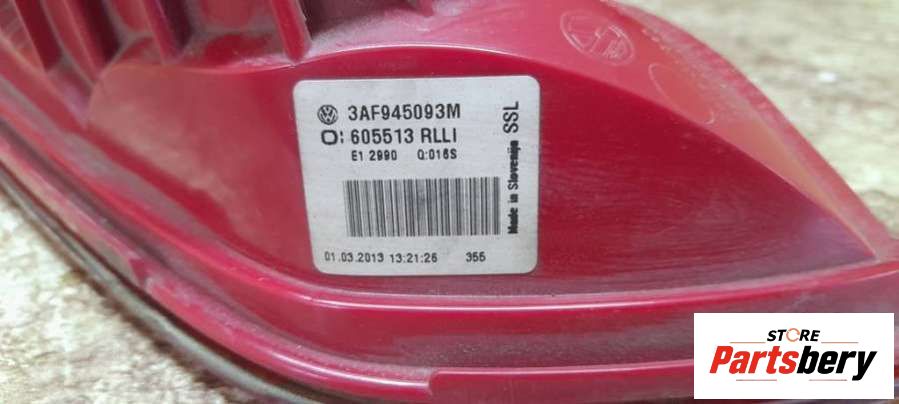 3AF945093M
O: 605513 RLLI
E1 2990 Q:016S
01.03.2013 13:21:26 355
Made in Slovenija SSL
STORE
Partsbery